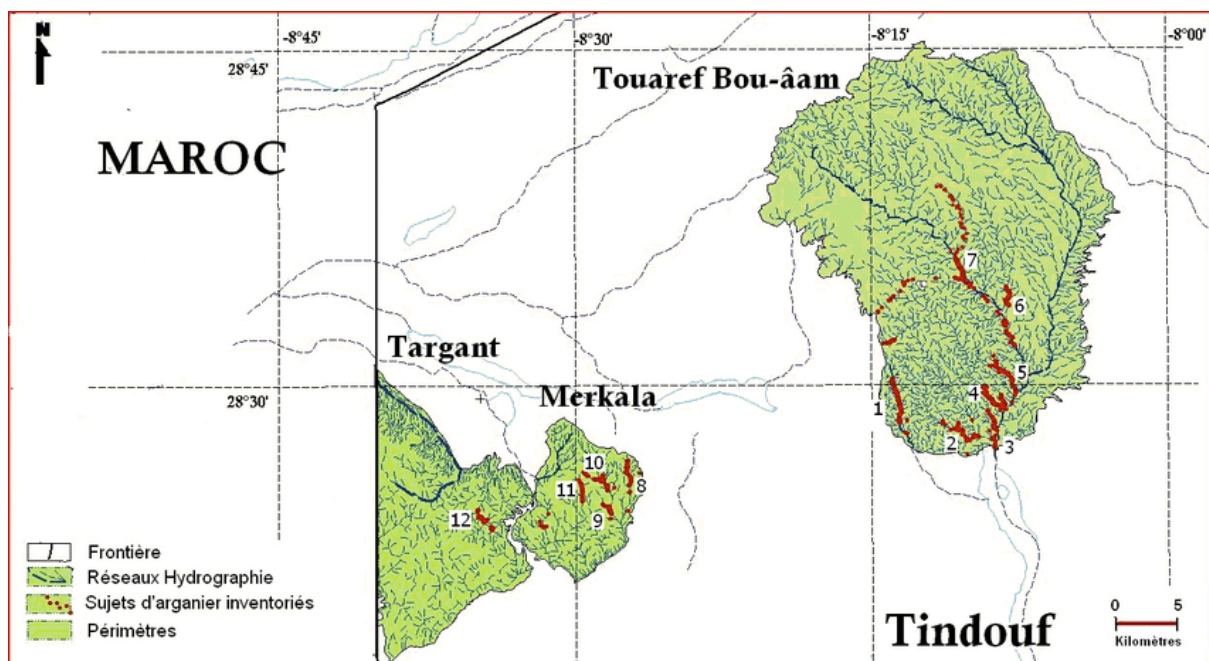 N
-8°45'
-8°30'
-8°15'
-8°00'
28°45'
Touaref Bou-âam
MAROC
7
6
Targant
28°30'
Merkala
5
4
1
2
3
10
11
8
9
12
Frontière
Réseaux Hydrographie
Sujets d'arganier inventoriés
Périmètres
Tindouf
0 5
Kilomètres